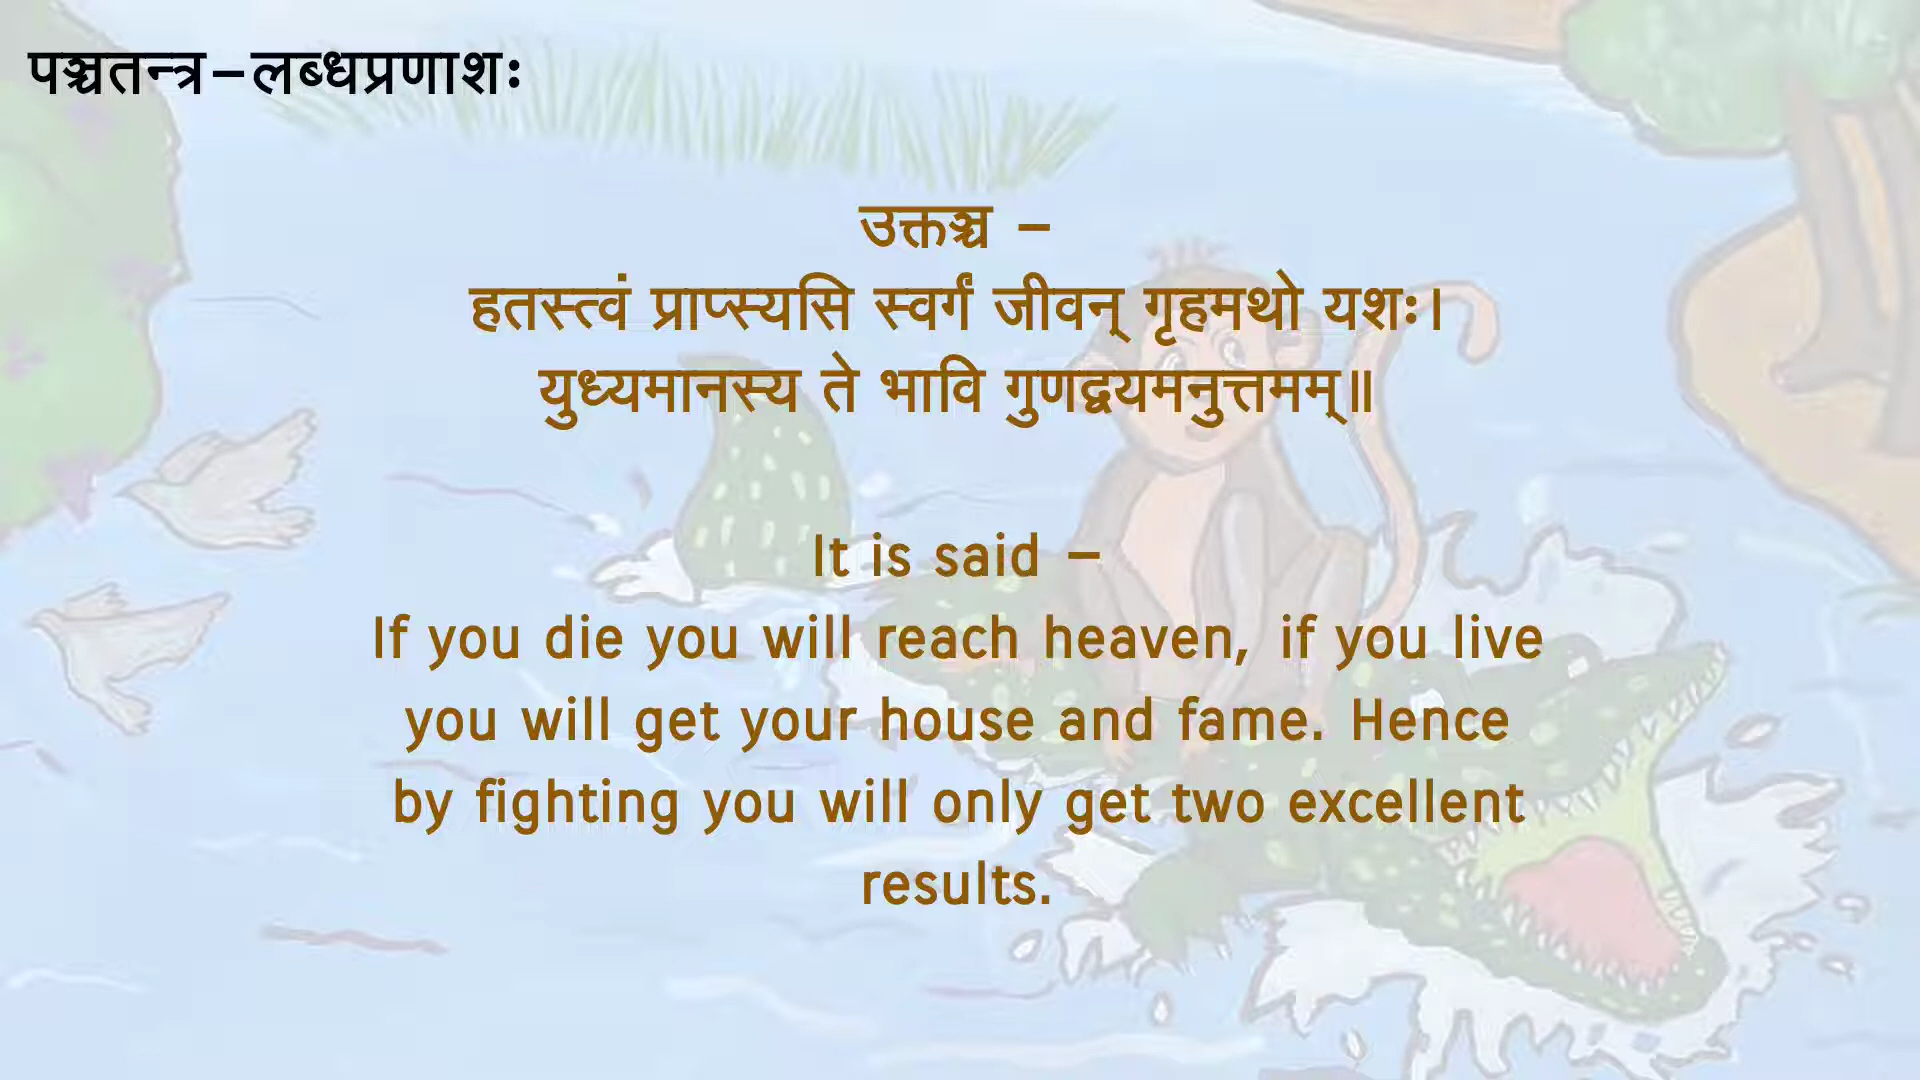 पञ्चतन्त्र-लब्धप्रणाशः
उक्तञ्च -
हतस्त्वं प्राप्स्यसि स्वर्गं जीवन् गृहमथो यशः।
युध्यमानस्य ते भावि गुणद्वयमनुत्तमम्॥
It is said -
If you die you will reach heaven, if you live
you will get your house and fame. Hence
by fighting you will only get two excellent
results.